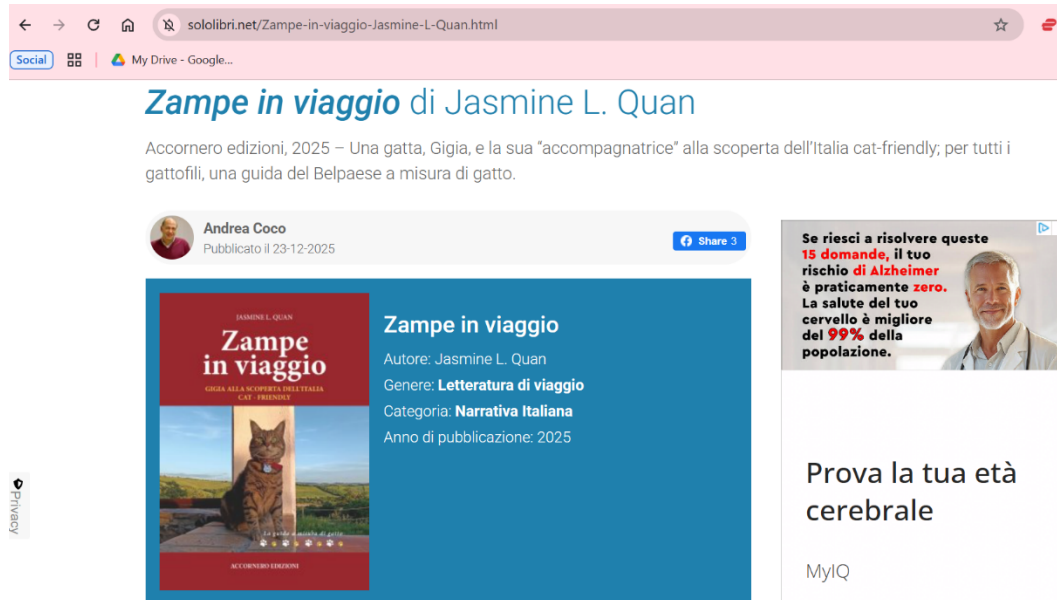 sololibri.net/Zampe-in-viaggio-Jasmine-L-Quan.html
Social
My Drive - Google...
Zampe in viaggio di Jasmine L. Quan
Accornero edizioni, 2025 – Una gatta, Gigia, e la sua “accompagnatrice” alla scoperta dell’Italia cat-friendly; per tutti i
gattofili, una guida del Belpaese a misura di gatto.
Andrea Coco
Pubblicato il 23-12-2025
Share 3
JASMINE L. QUAN
Zampe
in viaggio
GIGIA ALLA SCOPERTA DELL'ITALIA
CAT - FRIENDLY
La guida a misura di gatto
ACCORNERO EDIZIONI
Zampe in viaggio
Autore: Jasmine L. Quan
Genere: Letteratura di viaggio
Categoria: Narrativa Italiana
Anno di pubblicazione: 2025
Se riesci a risolvere queste
15 domande, il tuo
rischio di Alzheimer
è praticamente zero.
La salute del tuo
cervello è migliore
del 99% della
popolazione.
Prova la tua età
cerebrale
MyIQ
Privacy